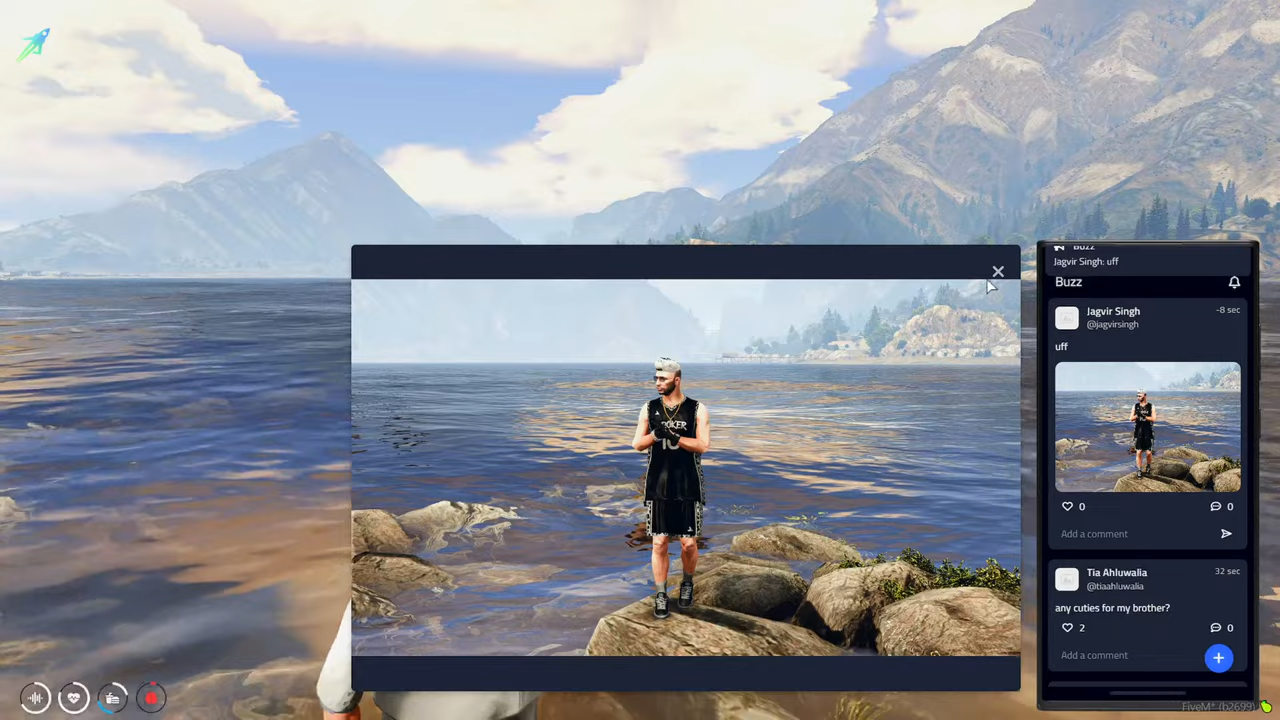 Buzz
Jagvir Singh: uff
Buzz
Jagvir Singh
-8 sec
@jagvirsingh
uff
0
0
Add a comment
Tia Ahluwalia
32 sec
@tiaahluwalia
any cuties for my brother?
2
0
Add a comment
FiveM* (b2699)